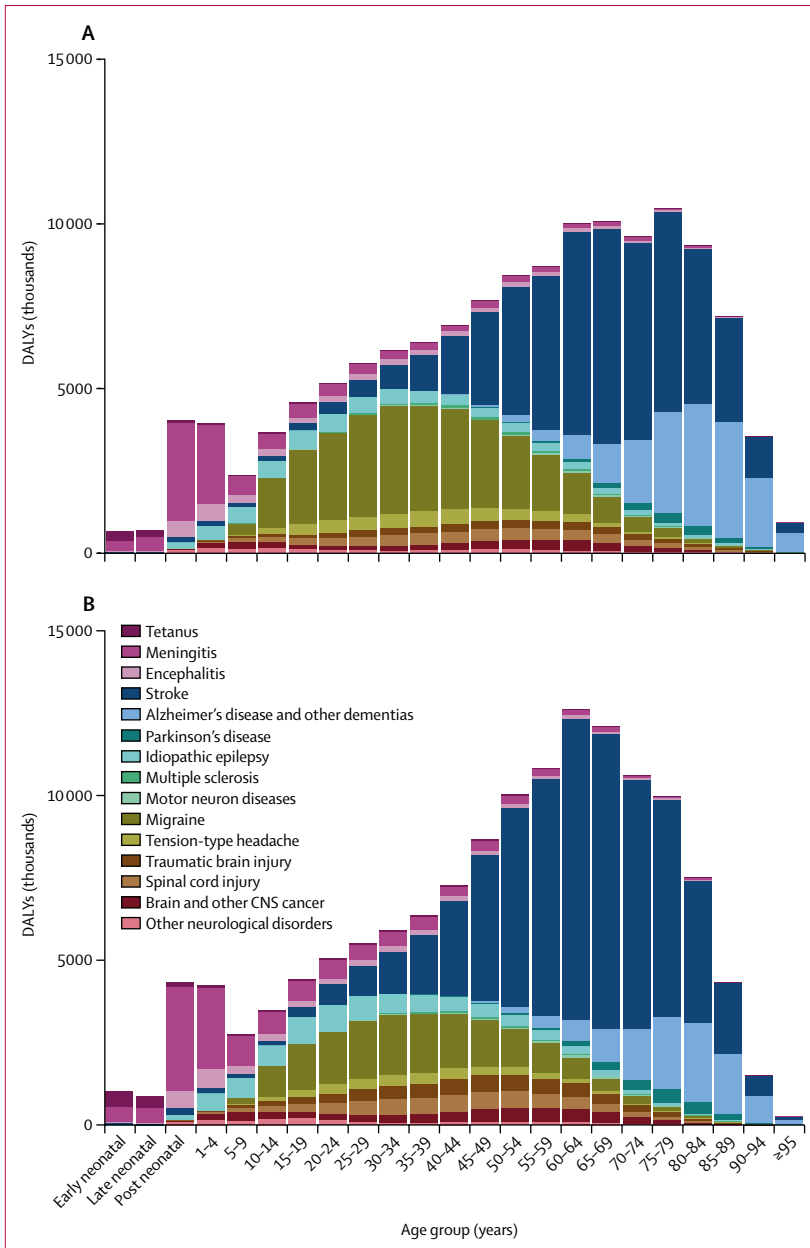 A
15000
10000
5000
0
DALYs (thousands)
B
15000
10000
5000
0
DALYs (thousands)
Tetanus
Meningitis
Encephalitis
Stroke
Alzheimer's disease and other dementias
Parkinson's disease
Idiopathic epilepsy
Multiple sclerosis
Motor neuron diseases
Migraine
Tension-type headache
Traumatic brain injury
Spinal cord injury
Brain and other CNS cancer
Other neurological disorders
Early neonatal
Late neonatal
Post neonatal
1–4
5–9
10–14
15–19
20–24
25–29
30–34
35–39
40–44
45–49
50–54
55–59
60–64
65–69
70–74
75–79
80–84
85–89
90–94
≥95
Age group (years)